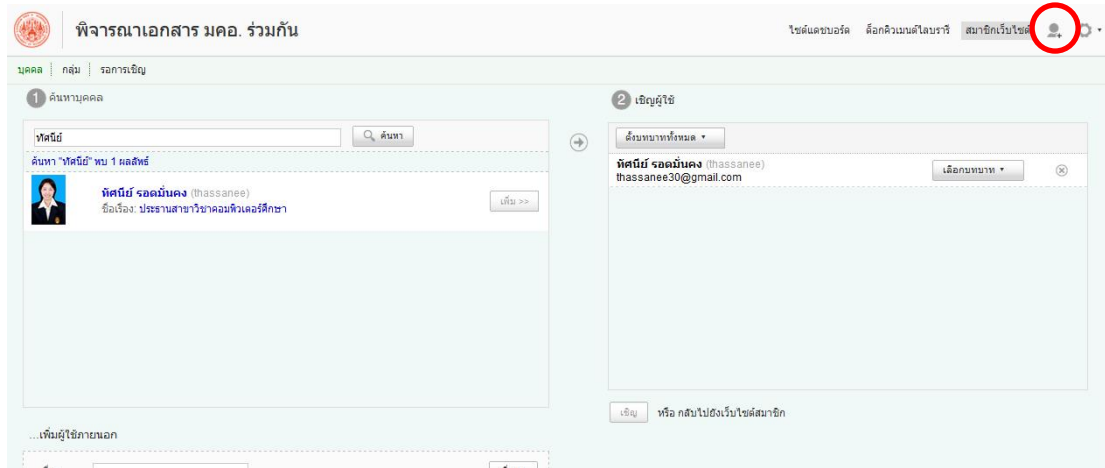 พิจารณาเอกสาร มคอ. ร่วมกัน
ไซต์แดชบอร์ด ด็อกคิวเมนต์ไลบรารี สมาชิกเว็บไซต์
บุคคล กลุ่ม รอการเชิญ
1 ค้นหาบุคคล
ทัศนีย์ ค้นหา
ค้นหา "ทัศนีย์" พบ 1 ผลลัพธ์
ทัศนีย์ รอดมั่นคง (thassanee)
ชื่อเรื่อง: ประธานสาขาวิชาคอมพิวเตอร์ศึกษา
เพิ่ม >>
2 เชิญผู้ใช้
ตั้งบทบาททั้งหมด
ทัศนีย์ รอดมั่นคง (thassanee)
thassanee30@gmail.com
เลือกบทบาท
เชิญ หรือ กลับไปยังเว็บไซต์สมาชิก
...เพิ่มผู้ใช้ภายนอก